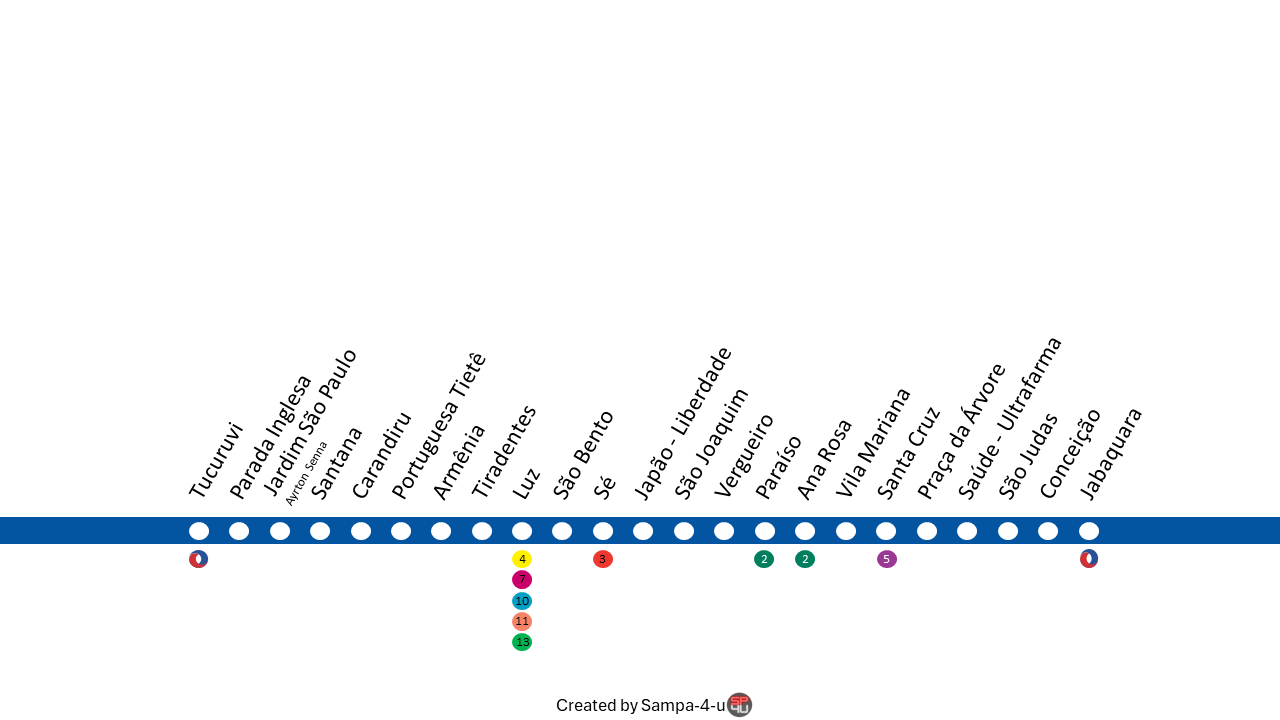 Tucuruvi
Parada Inglesa
Jardim São Paulo
Ayrton Senna
Santana
Carandiru
Portuguesa Tietê
Armênia
Tiradentes
Luz
São Bento
Sé
Japão - Liberdade
São Joaquim
Vergueiro
Paraíso
Ana Rosa
Vila Mariana
Santa Cruz
Praça da Árvore
Saúde - Ultrafarma
São Judas
Conceição
Jabaquara
4
7
10
11
13
3
2
2
5
Created by Sampa-4-u
SP
4U